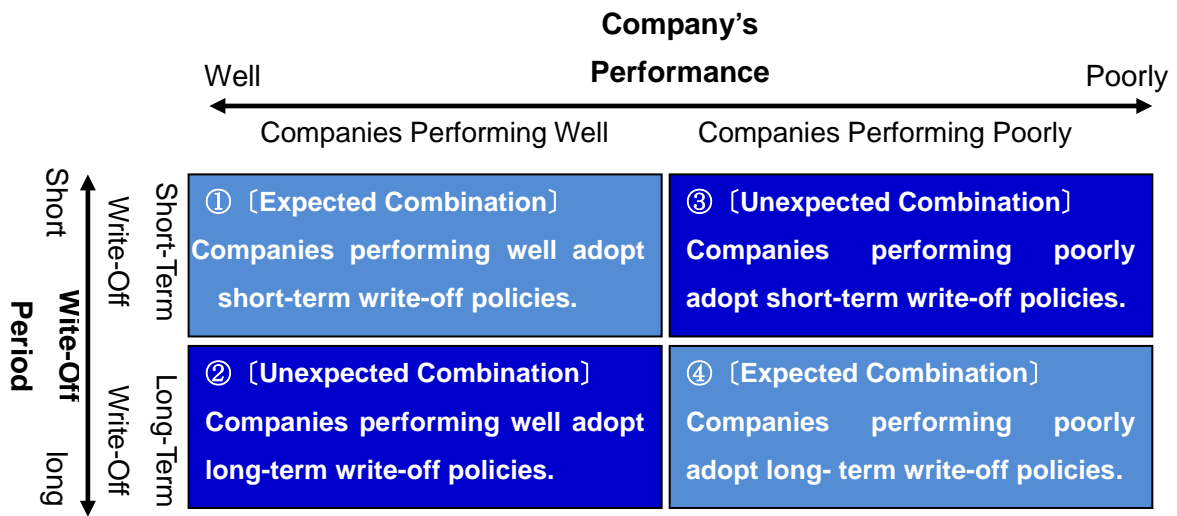 Company's
Performance
Well
Poorly
Companies Performing Well
Companies Performing Poorly
Short
Write-Off
Short-Term
① 〔Expected Combination〕
Companies performing well adopt
short-term write-off policies.
③ 〔Unexpected Combination〕
Companies performing poorly
adopt short-term write-off policies.
Period
Wite-Off
long
Write-Off
Long-Term
② 〔Unexpected Combination〕
Companies performing well adopt
long-term write-off policies.
④ 〔Expected Combination〕
Companies performing poorly
adopt long- term write-off policies.